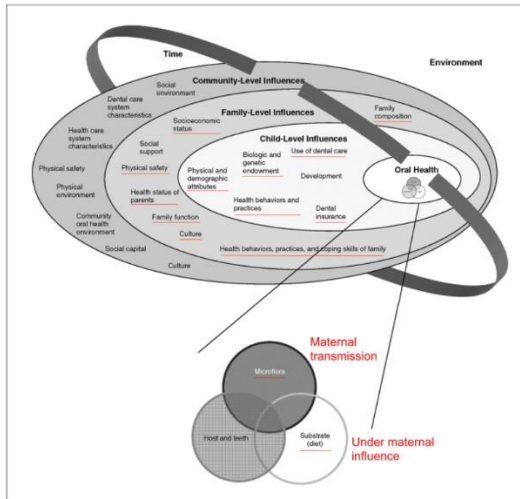 Time
Environment
Community-Level Influences
Social
environment
Dental care
system
characteristics
Health care
system
characteristics
Physical safety
Physical
environment
Community
oral health
environment
Social capital
Culture
Family-Level Influences
Socioeconomic
status
Family
composition
Social
support
Physical safety
Health status of
parents
Family function
Culture
Health behaviors, practices, and coping skills of family
Child-Level Influences
Use of dental care
Biologic and
genetic
endowment
Physical and
demographic
attributes
Development
Health behaviors and
practices
Dental
insurance
Oral Health
Maternal
transmission
Microflora
Host and teeth
Substrate
(diet)
Under maternal
influence